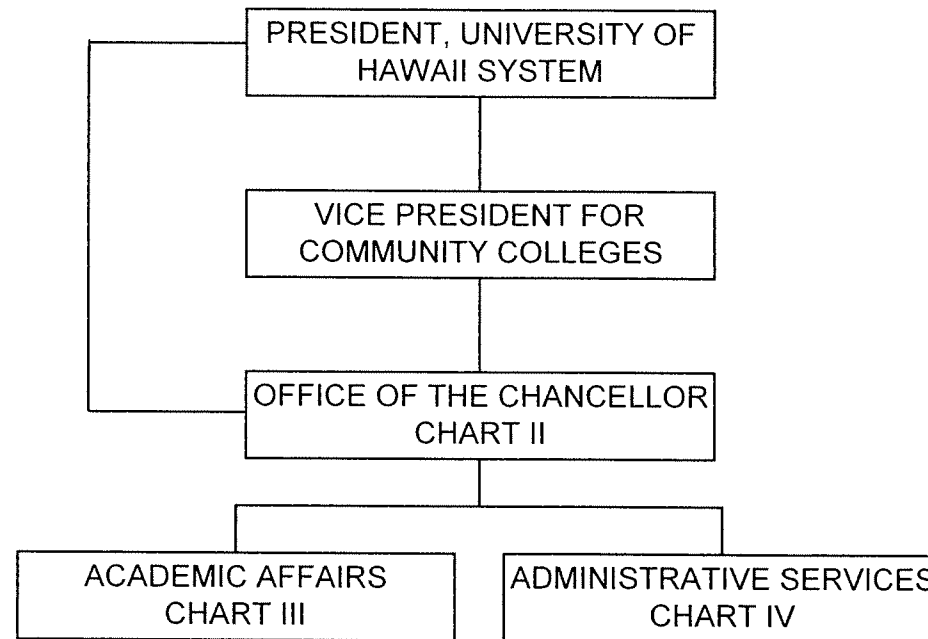 PRESIDENT, UNIVERSITY OF
HAWAII SYSTEM
VICE PRESIDENT FOR
COMMUNITY COLLEGES
OFFICE OF THE CHANCELLOR
CHART II
ACADEMIC AFFAIRS
CHART III
ADMINISTRATIVE SERVICES
CHART IV